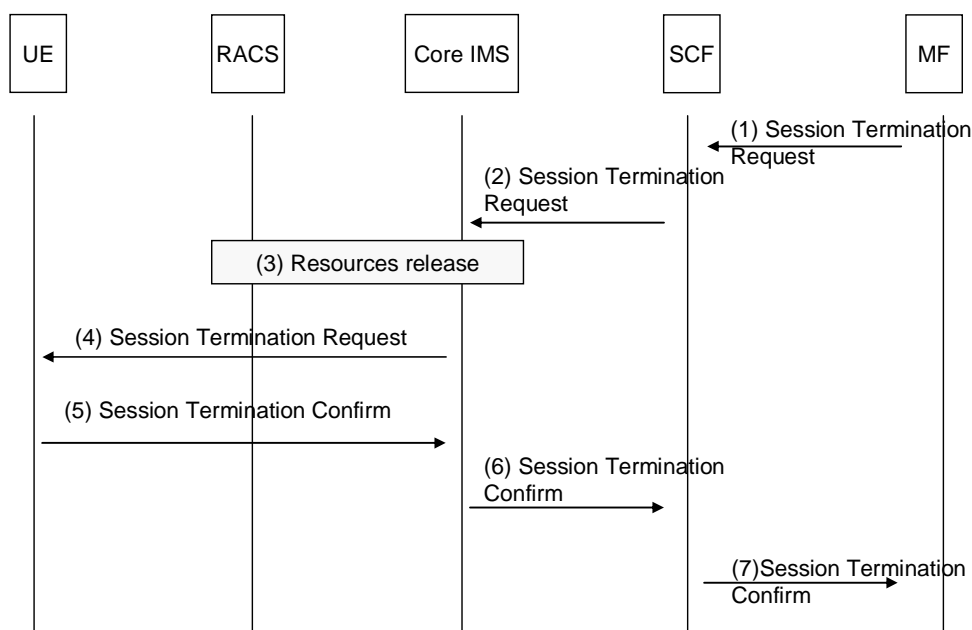 UE
RACS
Core IMS
SCF
MF
(1) Session Termination
Request
(2) Session Termination
Request
(3) Resources release
(4) Session Termination Request
(5) Session Termination Confirm
(6) Session Termination
Confirm
(7)Session Termination
Confirm